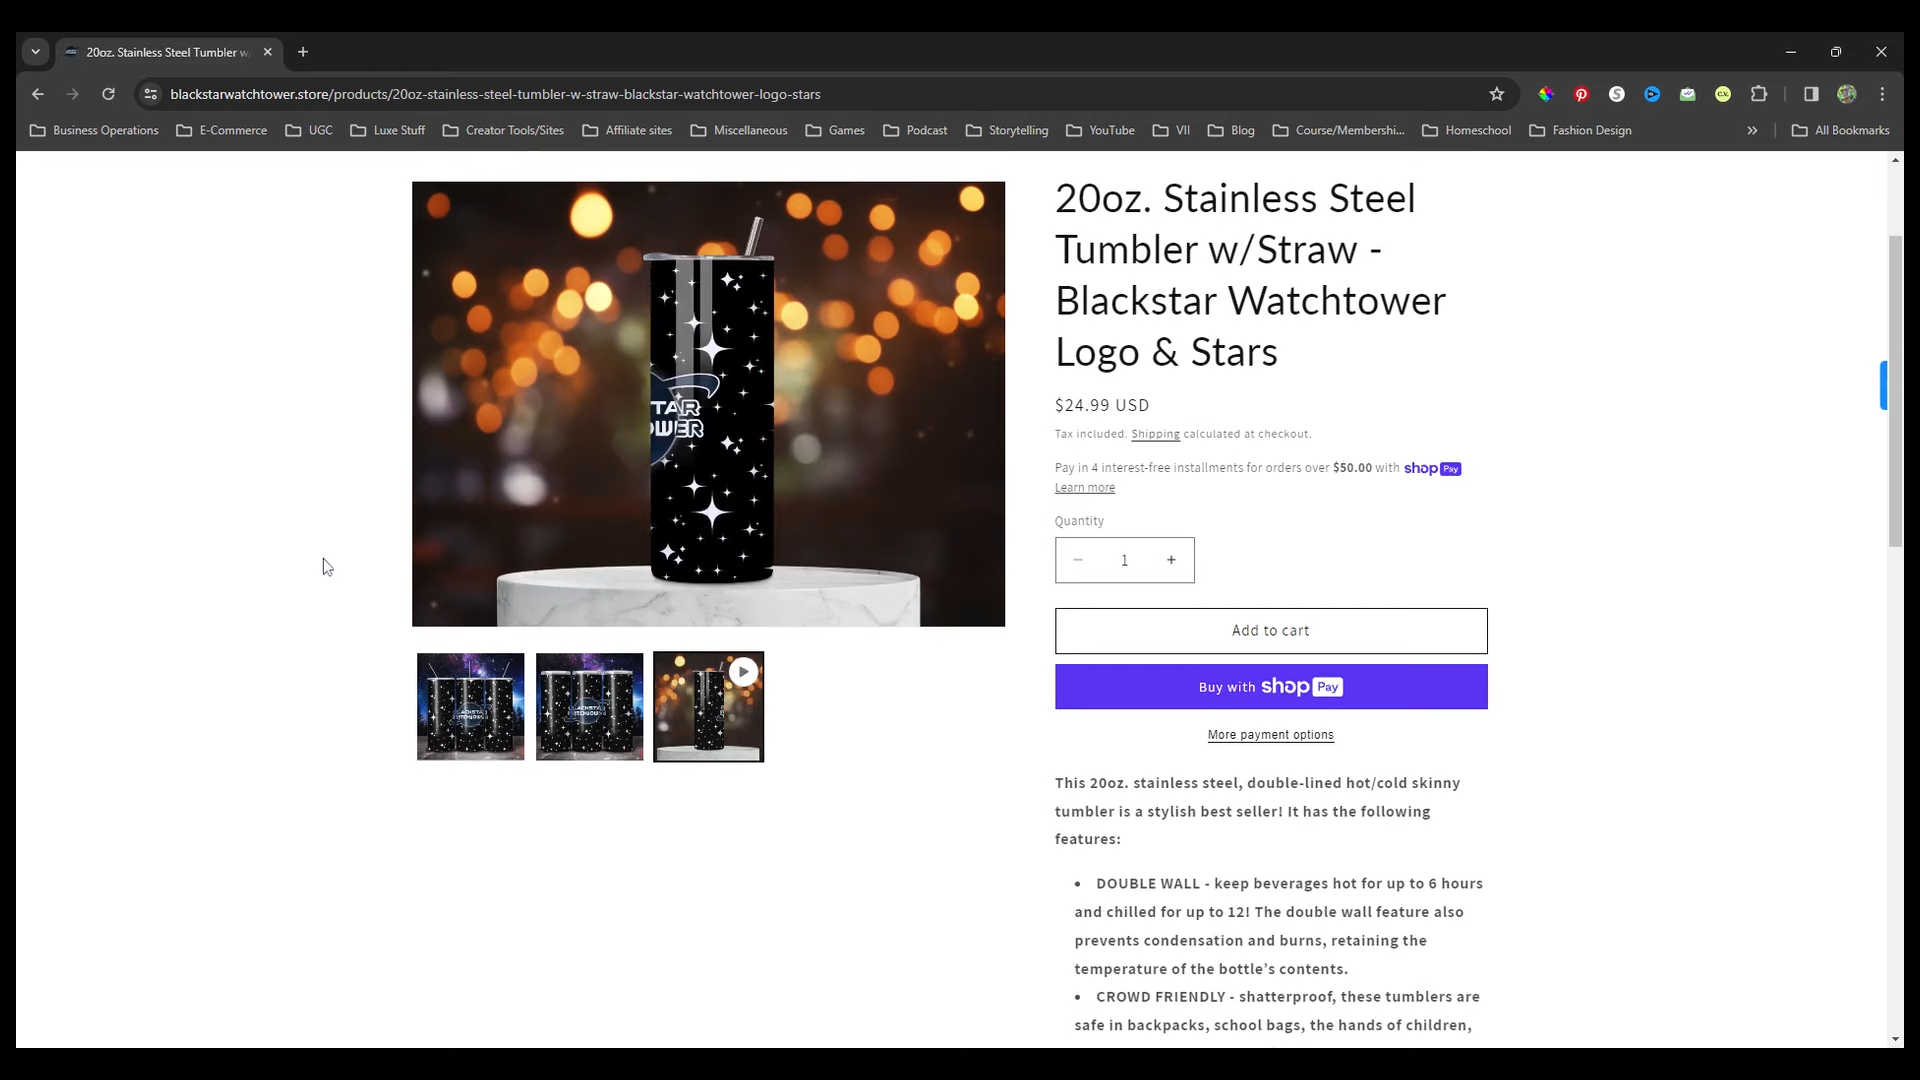 20oz. Stainless Steel Tumbler w
blackstarwatchtower.store/products/20oz-stainless-steel-tumbler-w-straw-blackstar-watchtower-logo-stars
Business Operations
E-Commerce
UGC
Luxe Stuff
Creator Tools/Sites
Affiliate sites
Miscellaneous
Games
Podcast
Storytelling
YouTube
VII
Blog
Course/Membershi...
Homeschool
Fashion Design
All Bookmarks
TAR
OWER
20oz. Stainless Steel
Tumbler w/Straw -
Blackstar Watchtower
Logo & Stars
$24.99 USD
Tax included. Shipping calculated at checkout.
Pay in 4 interest-free installments for orders over $50.00 with shop Pay
Learn more
Quantity
− 1 +
Add to cart
Buy with shop Pay
More payment options
This 20oz. stainless steel, double-lined hot/cold skinny
tumbler is a stylish best seller! It has the following
features:
• DOUBLE WALL - keep beverages hot for up to 6 hours
and chilled for up to 12! The double wall feature also
prevents condensation and burns, retaining the
temperature of the bottle’s contents.
• CROWD FRIENDLY - shatterproof, these tumblers are
safe in backpacks, school bags, the hands of children,